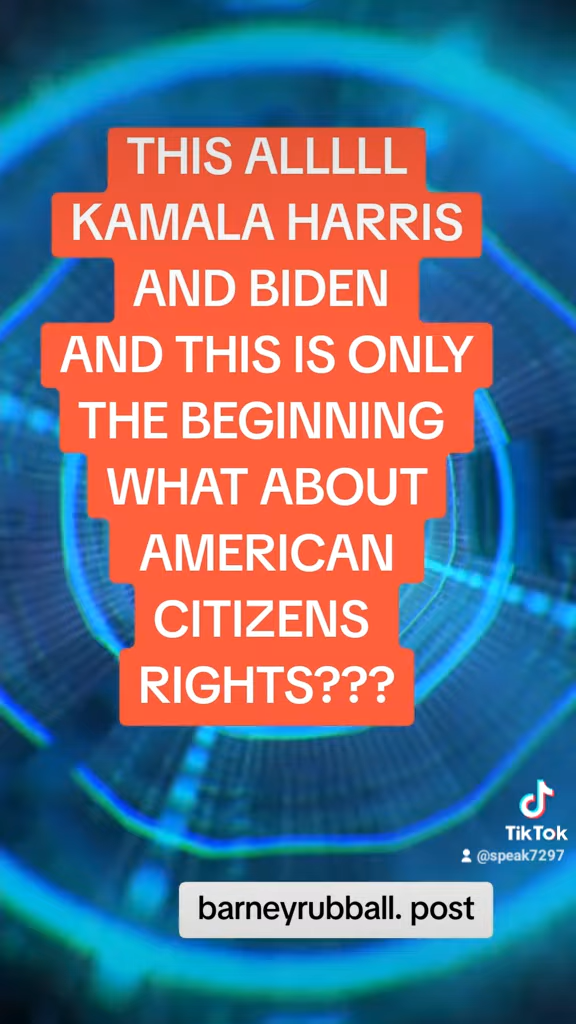 THIS ALLLLL
KAMALA HARRIS
AND BIDEN
AND THIS IS ONLY
THE BEGINNING
WHAT ABOUT
AMERICAN
CITIZENS
RIGHTS???
TikTok
@speak7297
barneyrubball. post